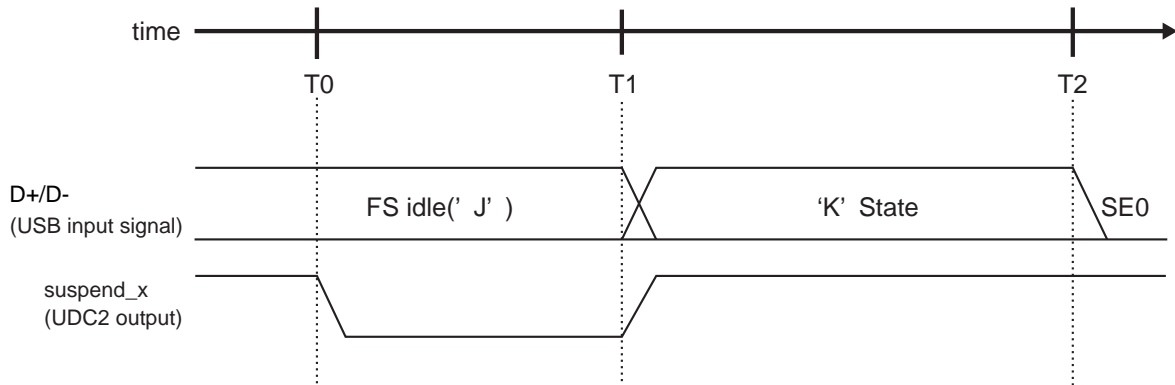 time
T0 T1 T2
D+/D-
(USB input signal)
FS idle(' J' )
‘K’ State
SE0
suspend_x
(UDC2 output)